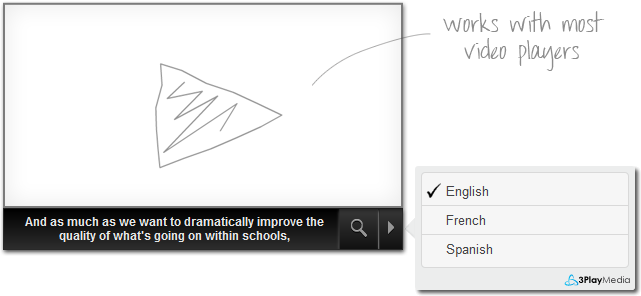 works with most
video players
And as much as we want to dramatically improve the
quality of what's going on within schools,
English
French
Spanish
3PlayMedia